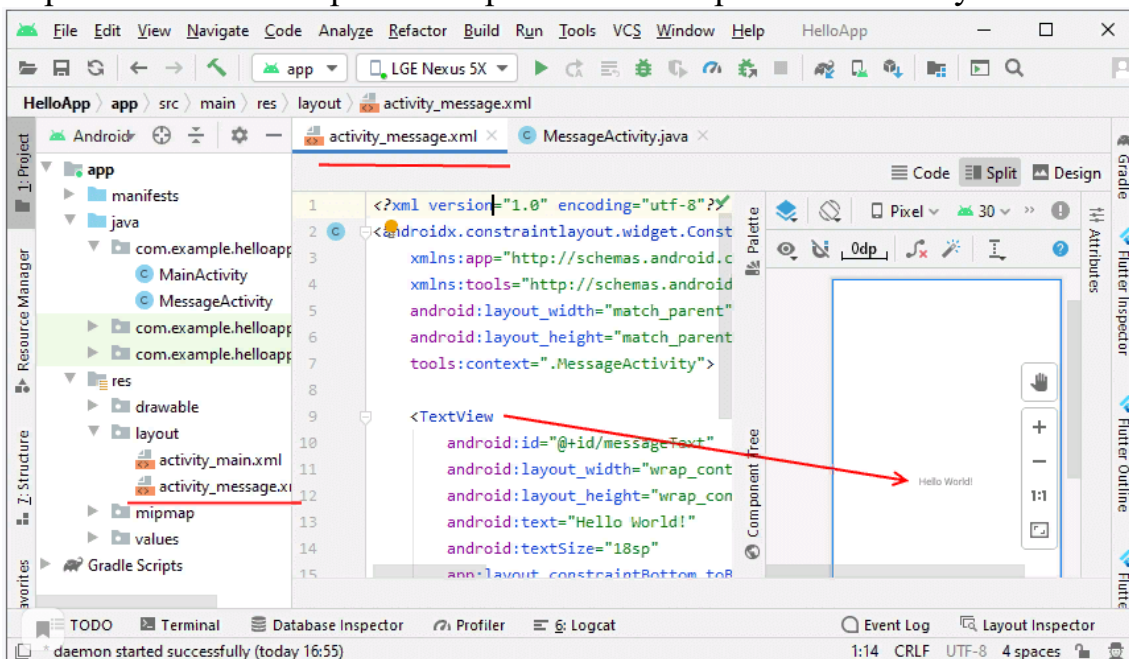 File Edit View Navigate Code Analyze Refactor Build Run Tools VCS Window Help HelloApp
app LGE Nexus 5X
HelloApp app src main res layout activity_message.xml
Android
activity_message.xml MessageActivity.java
1: Project
Resource Manager
Z: Structure
avorites
app
manifests
java
com.example.helloapp
MainActivity
MessageActivity
com.example.helloapp
com.example.helloapp
res
drawable
layout
activity_main.xml
activity_message.x
mipmap
values
Gradle Scripts
Code Split Design
1 <?xml version="1.0" encoding="utf-8"?>
2 <androidx.constraintlayout.widget.Const
3 xmlns:app="http://schemas.android.c
4 xmlns:tools="http://schemas.android
5 android:layout_width="match_parent"
6 android:layout_height="match_parent
7 tools:context=".MessageActivity">
8
9 <TextView
10 android:id="@+id/messageText"
11 android:layout_width="wrap_cont
12 android:layout_height="wrap_con
13 android:text="Hello World!"
14 android:textSize="18sp"
15 app:layout_constraintBottom_toB
Palette
Component Tree
Pixel 30 »
0dp
Hello World!
1:1
Attributes
Gradle
Flutter Inspector
Flutter Outline
Flutte
TODO Terminal Database Inspector Profiler 6: Logcat Event Log Layout Inspector
* daemon started successfully (today 16:55) 1:14 CRLF UTF-8 4 spaces